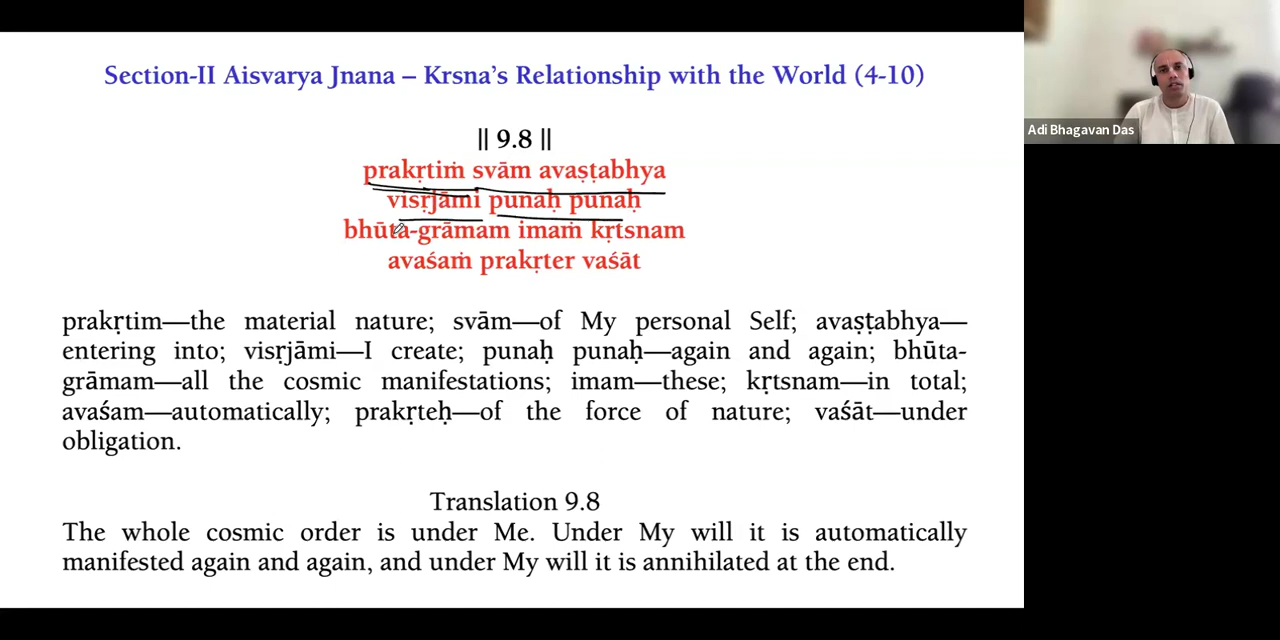 Section-II Aisvarya Jnana – Krsna's Relationship with the World (4-10)
|| 9.8 ||
prakṛtiṁ svām avaṣṭabhya
visṛjāmi punaḥ punaḥ
bhūta-grāmam imaṁ kṛtsnam
avaśaṁ prakṛter vaśāt
prakṛtim—the material nature; svām—of My personal Self; avaṣṭabhya—
entering into; visṛjāmi—I create; punaḥ punaḥ—again and again; bhūta-
grāmam—all the cosmic manifestations; imam—these; kṛtsnam—in total;
avaśam—automatically; prakṛteḥ—of the force of nature; vaśāt—under
obligation.
Translation 9.8
The whole cosmic order is under Me. Under My will it is automatically
manifested again and again, and under My will it is annihilated at the end.
Adi Bhagavan Das